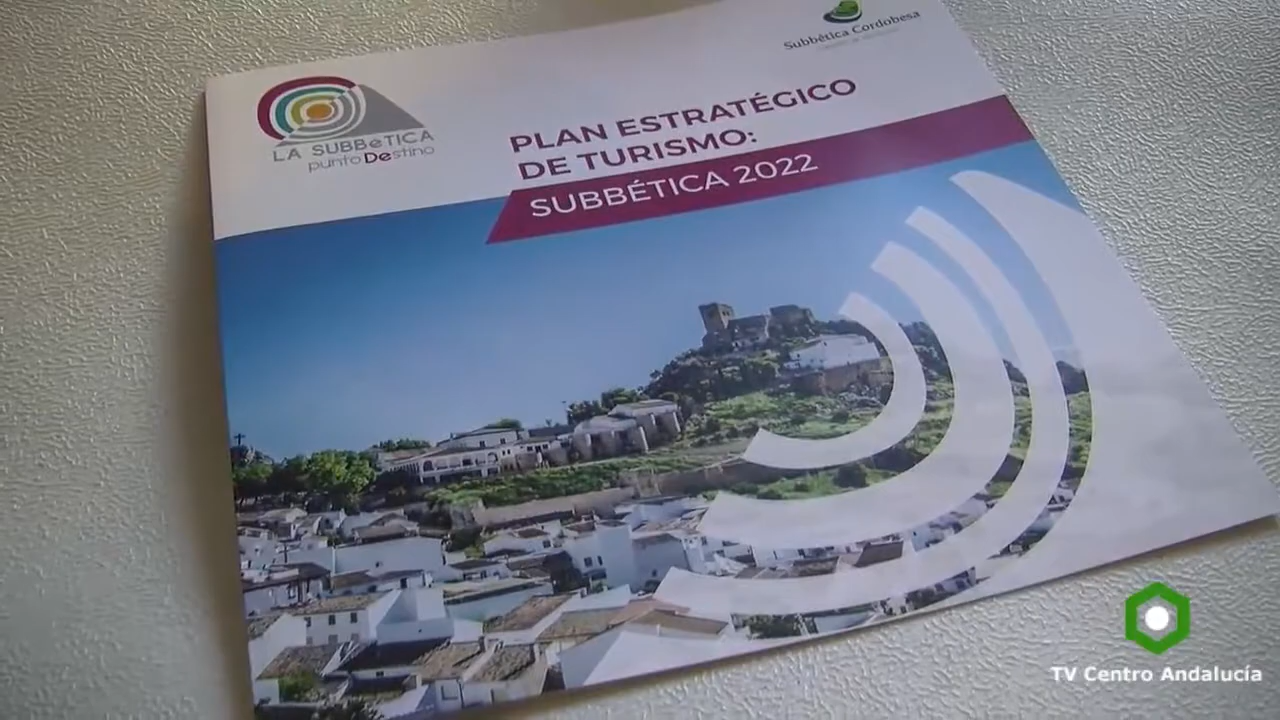 Subbética Cordobesa
LA SUBBeTICA
punto DeStino
PLAN ESTRATÉGICO
DE TURISMO:
SUBBÉTICA 2022
TV Centro Andalucía